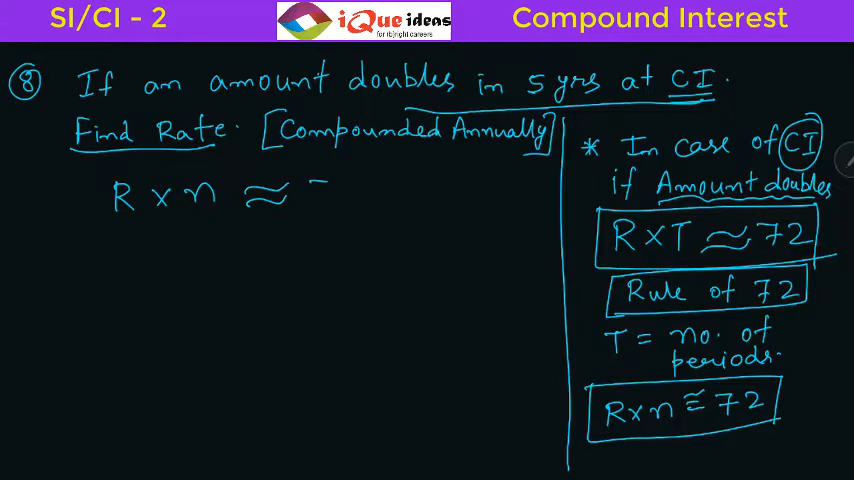 SI/CI - 2
iQue ideas
for ib(right careers
Compound Interest
8 If an amount doubles in 5 yrs at CI.
Find Rate. [Compounded Annually]
R x n ≈
* In case of CI
if Amount doubles
R x T ≈ 72
Rule of 72
T = no. of
periods.
R x n ≅ 72